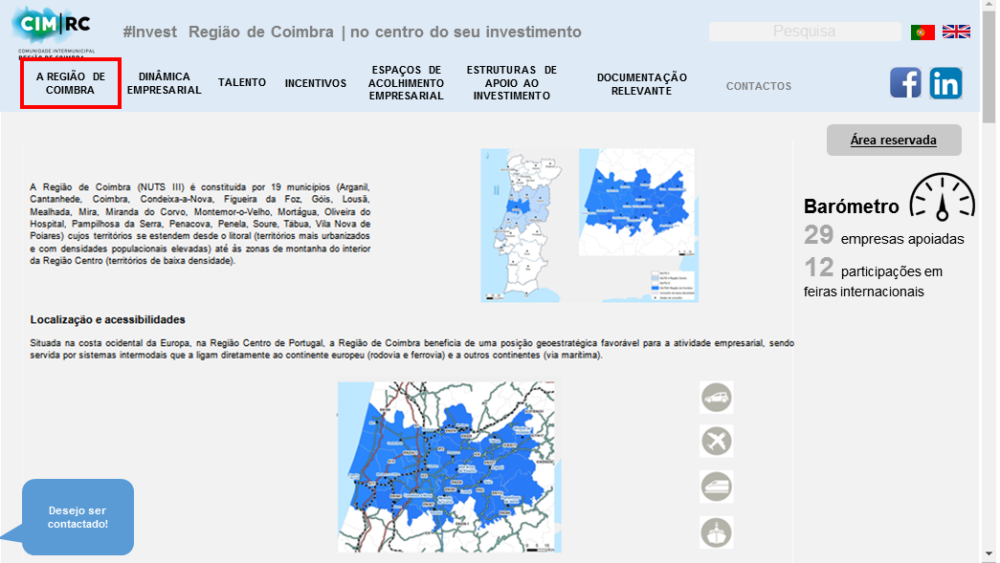 CIM|RC
COMUNIDADE INTERMUNICIPAL
REGIÃO DE COIMBRA
#Invest Região de Coimbra | no centro do seu investimento
Pesquisa
A REGIÃO DE
COIMBRA
DINÂMICA
EMPRESARIAL
TALENTO
INCENTIVOS
ESPAÇOS DE
ACOLHIMENTO
EMPRESARIAL
ESTRUTURAS DE
APOIO AO
INVESTIMENTO
DOCUMENTAÇÃO
RELEVANTE
CONTACTOS
f
in
Área reservada
A Região de Coimbra (NUTS III) é constituida por 19 municípios (Arganil,
Cantanhede, Coimbra, Condeixa-a-Nova, Figueira da Foz, Góis, Lousã,
Mealhada, Mira, Miranda do Corvo, Montemor-o-Velho, Mortágua, Oliveira do
Hospital, Pampilhosa da Serra, Penacova, Penela, Soure, Tábua, Vila Nova de
Poiares) cujos territórios se estendem desde o litoral (territórios mais urbanizados
e com densidades populacionais elevadas) até às zonas de montanha do interior
da Região Centro (territórios de baixa densidade).
Barómetro
29 empresas apoiadas
12 participações em
feiras internacionais
Localização e acessibilidades
Situada na costa ocidental da Europa, na Região Centro de Portugal, a Região de Coimbra beneficia de uma posição geoestratégica favorável para a atividade empresarial, sendo
servida por sistemas intermodais que a ligam diretamente ao continente europeu (rodovia e ferrovia) e a outros continentes (via marítima).
Desejo ser
contactado!